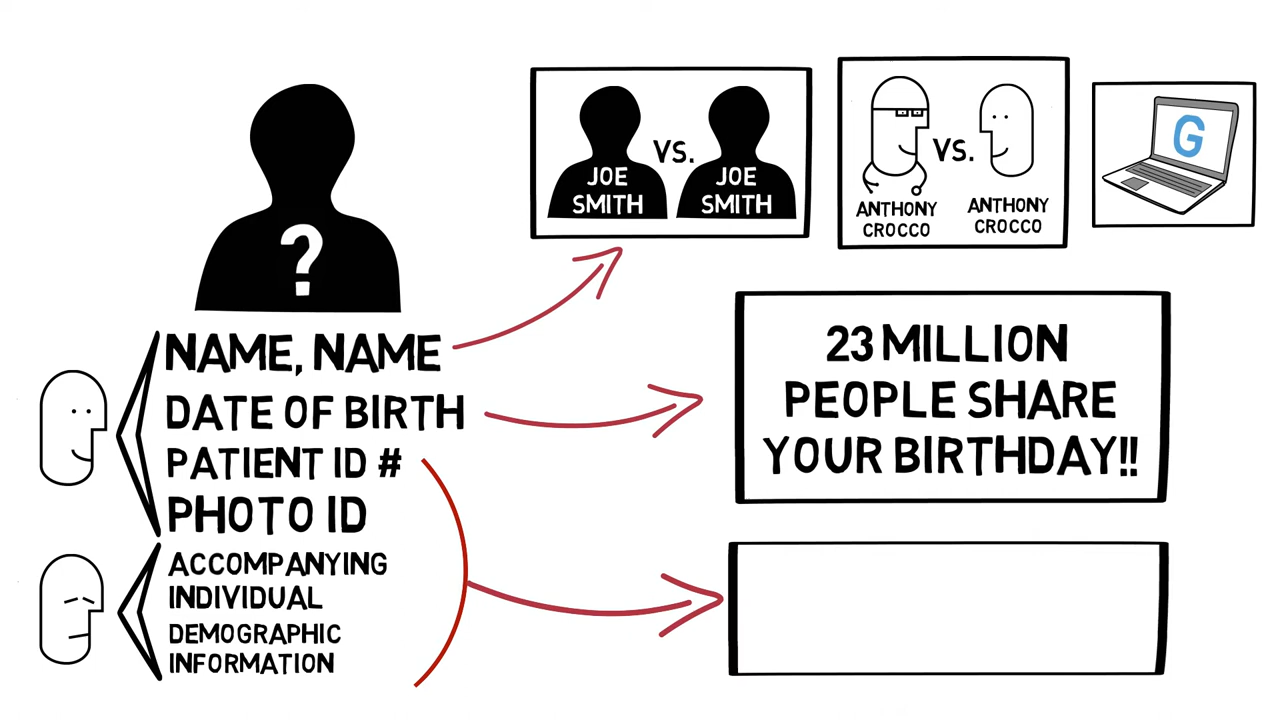 JOE
SMITH
VS.
JOE
SMITH
ANTHONY
CROCCO
VS.
ANTHONY
CROCCO
G
?
NAME, NAME
DATE OF BIRTH
PATIENT ID #
PHOTO ID
ACCOMPANYING
INDIVIDUAL
DEMOGRAPHIC
INFORMATION
23 MILLION
PEOPLE SHARE
YOUR BIRTHDAY!!